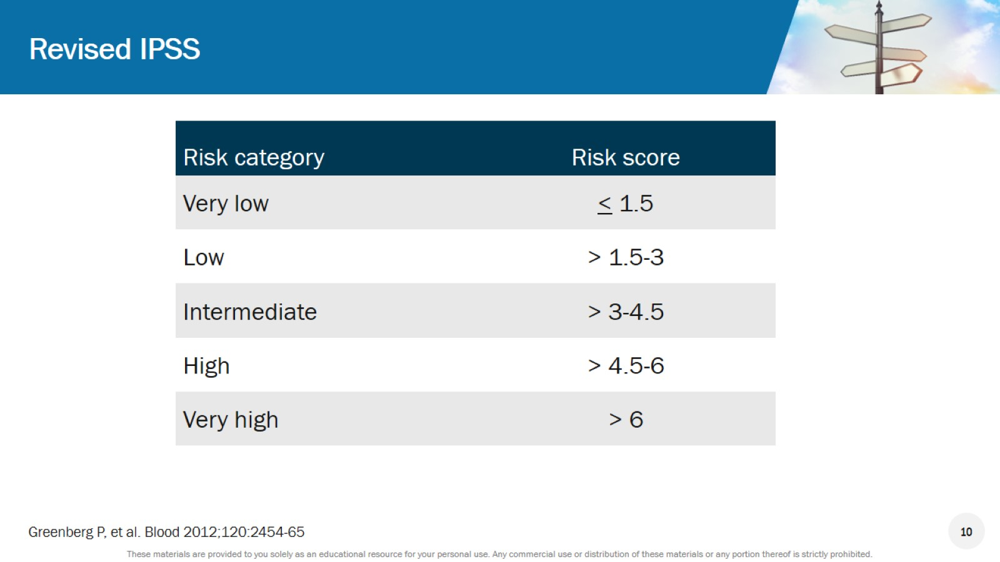 Revised IPSS
Risk category Risk score
Very low ≤ 1.5
Low > 1.5-3
Intermediate > 3-4.5
High > 4.5-6
Very high > 6
Greenberg P, et al. Blood 2012;120:2454-65
10
These materials are provided to you solely as an educational resource for your personal use. Any commercial use or distribution of these materials or any portion thereof is strictly prohibited.